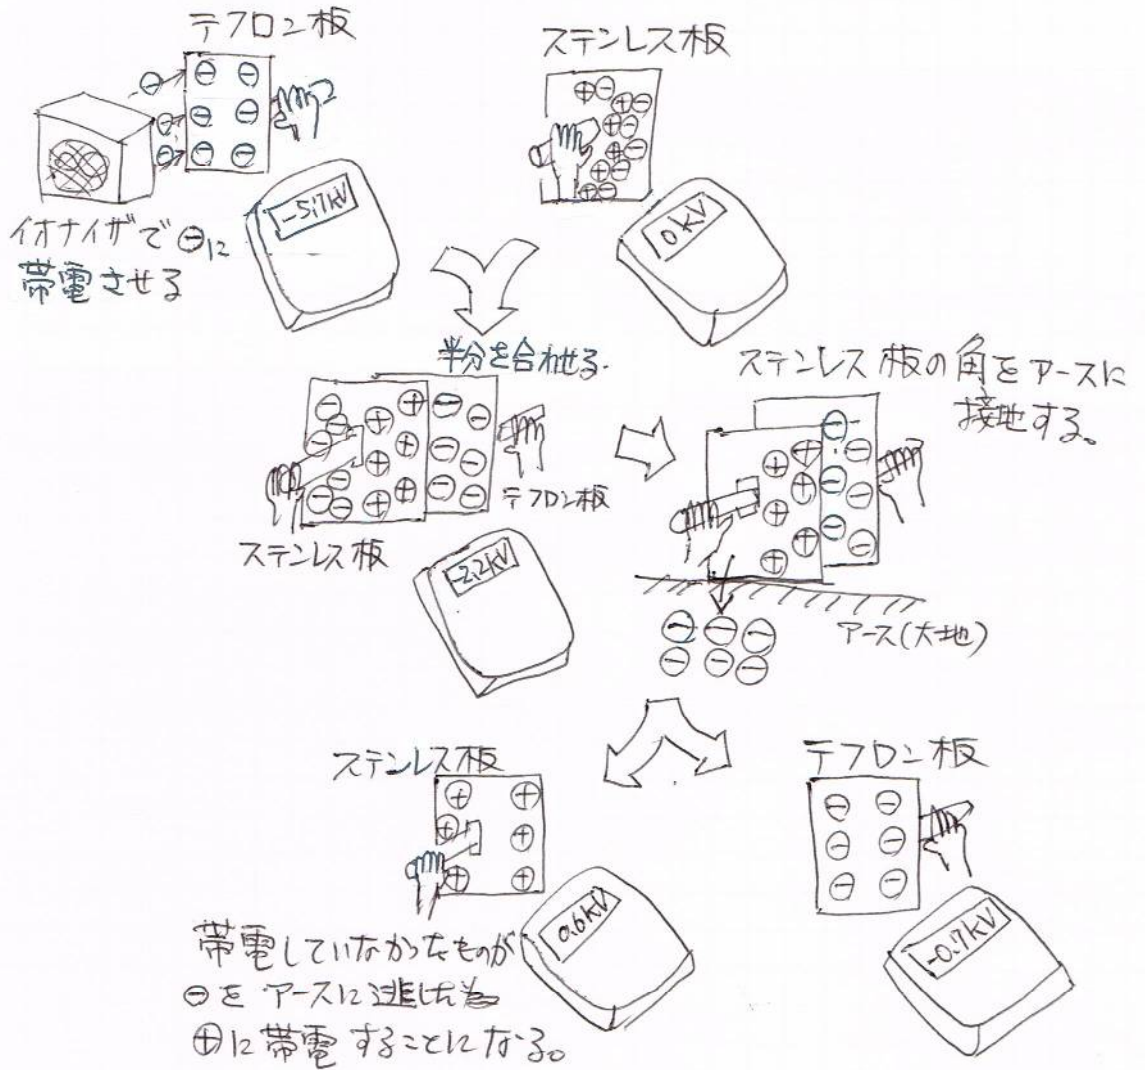 テフロン板
ステンレス板
-5.7kV
0kV
イオナイザで⊖に
帯電させる
半分を合わせる.
ステンレス板の角をアースに
接地する。
テフロン板
ステンレス板
-2.2kV
アース(大地)
ステンレス板
テフロン板
0.6kV
-0.7kV
帯電していなかったものが
⊖をアースに逃した為
⊕に帯電することになる。